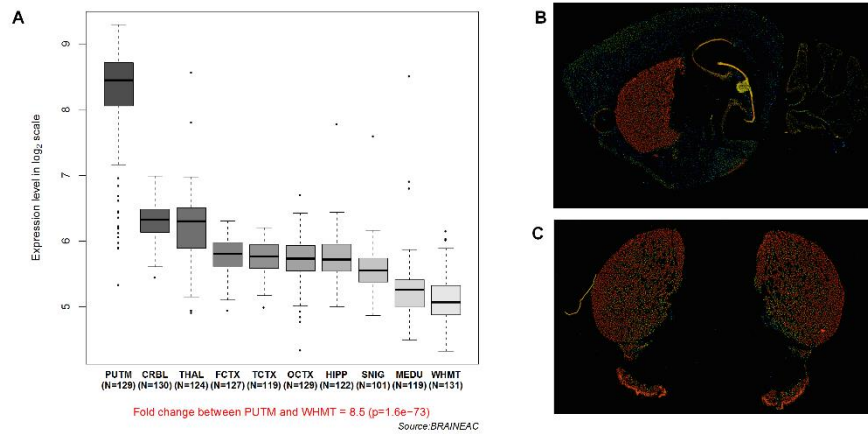 A
Expression level in log2 scale
9
8
7
6
5
PUTM CRBL THAL FCTX TCTX OCTX HIPP SNIG MEDU WHMT
(N=129) (N=130) (N=124) (N=127) (N=119) (N=129) (N=122) (N=101) (N=119) (N=131)
Fold change between PUTM and WHMT = 8.5 (p=1.6e−73)
Source:BRAINEAC
B
C